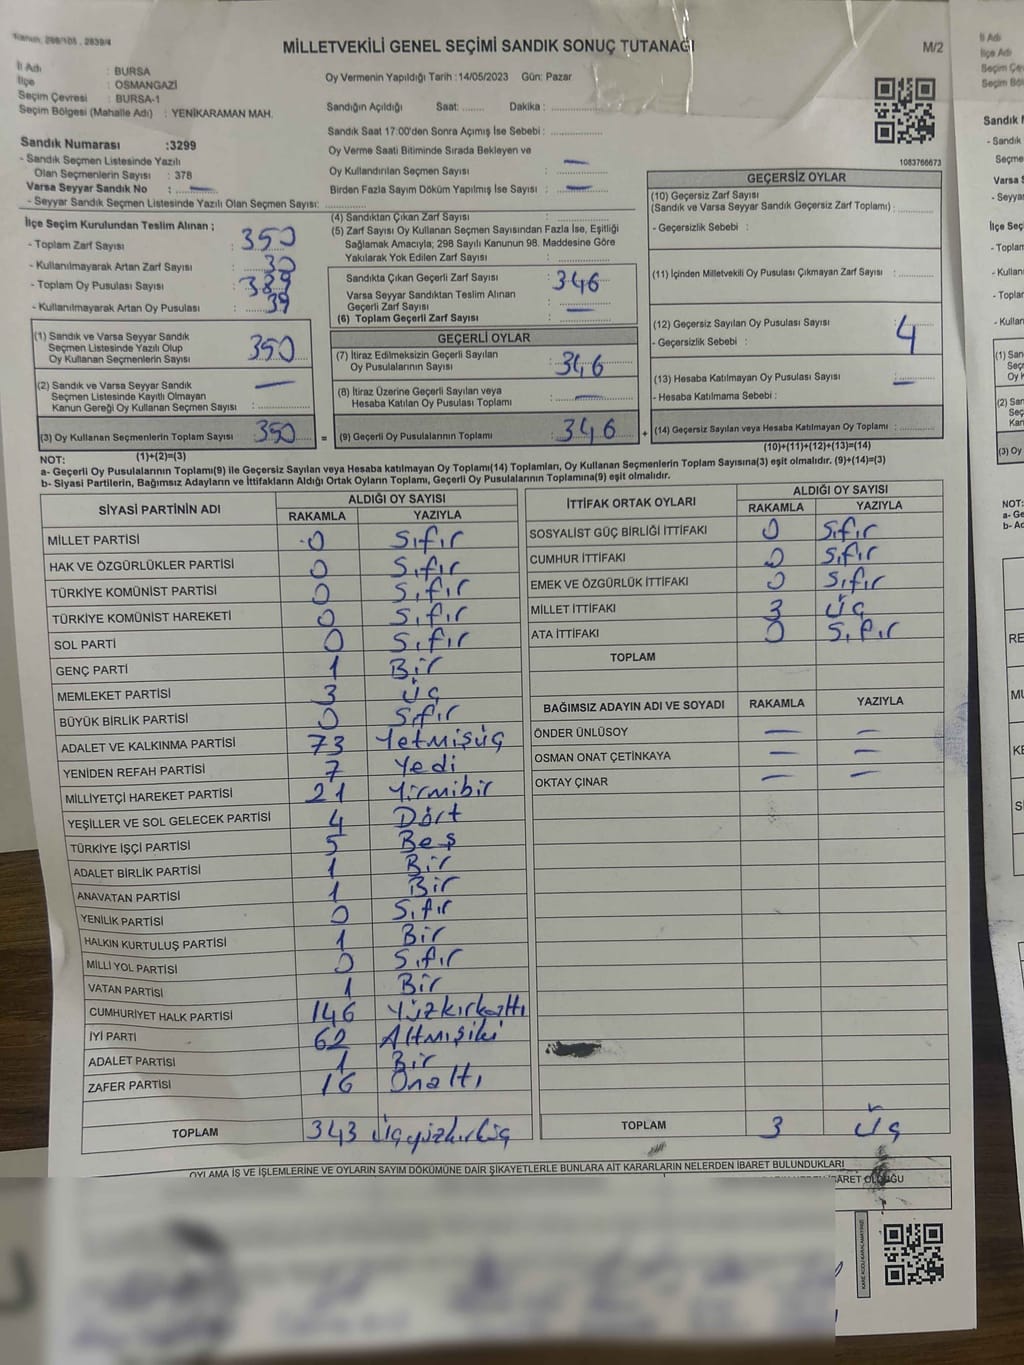 Kanun, 298/105 , 2839/4
MİLLETVEKİLİ GENEL SEÇİMİ SANDIK SONUÇ TUTANAĞI
M/2
İl Adı : BURSA
İlçe : OSMANGAZİ
Seçim Çevresi : BURSA-1
Seçim Bölgesi (Mahalle Adı) : YENİKARAMAN MAH.
Oy Vermenin Yapıldığı Tarih :14/05/2023 Gün: Pazar
Sandığın Açıldığı Saat: ........ Dakika : ............
Sandık Saat 17:00'den Sonra Açımış İse Sebebi : ............
Oy Verme Saati Bitiminde Sırada Bekleyen ve
Oy Kullandırılan Seçmen Sayısı : —
Birden Fazla Sayım Döküm Yapılmış İse Sayısı : —
1083766673
Sandık Numarası :3299
- Sandık Seçmen Listesinde Yazılı
Olan Seçmenlerin Sayısı : 378
Varsa Seyyar Sandık No : —
- Seyyar Sandık Seçmen Listesinde Yazılı Olan Seçmen Sayısı: ............
İlçe Seçim Kurulundan Teslim Alınan ;
- Toplam Zarf Sayısı : 350
- Kullanılmayarak Artan Zarf Sayısı : 30
- Toplam Oy Pusulası Sayısı : 389
- Kullanılmayarak Artan Oy Pusulası : 39
(1) Sandık ve Varsa Seyyar Sandık
Seçmen Listesinde Yazılı Olup
Oy Kullanan Seçmenlerin Sayısı : 350
(2) Sandık ve Varsa Seyyar Sandık
Seçmen Listesinde Kayıtlı Olmayan
Kanun Gereği Oy Kullanan Seçmen Sayısı : —
(3) Oy Kullanan Seçmenlerin Toplam Sayısı : 350
(1)+(2)=(3)
(4) Sandıktan Çıkan Zarf Sayısı : ............
(5) Zarf Sayısı Oy Kullanan Seçmen Sayısından Fazla İse, Eşitliği
Sağlamak Amacıyla; 298 Sayılı Kanunun 98. Maddesine Göre
Yakılarak Yok Edilen Zarf Sayısı : ............
Sandıkta Çıkan Geçerli Zarf Sayısı : 346
Varsa Seyyar Sandıktan Teslim Alınan
Geçerli Zarf Sayısı : —
(6) Toplam Geçerli Zarf Sayısı : ............
GEÇERLİ OYLAR
(7) İtiraz Edilmeksizin Geçerli Sayılan
Oy Pusulalarının Sayısı : 346
(8) İtiraz Üzerine Geçerli Sayılan veya
Hesaba Katılan Oy Pusulası Toplamı : —
= (9) Geçerli Oy Pusulalarının Toplamı : 346
GEÇERSİZ OYLAR
(10) Geçersiz Zarf Sayısı
(Sandık ve Varsa Seyyar Sandık Geçersiz Zarf Toplamı) : ............
- Geçersizlik Sebebi :
(11) İçinden Milletvekili Oy Pusulası Çıkmayan Zarf Sayısı : ............
(12) Geçersiz Sayılan Oy Pusulası Sayısı : 4
- Geçersizlik Sebebi :
(13) Hesaba Katılmayan Oy Pusulası Sayısı : —
- Hesaba Katılmama Sebebi :
+ (14) Geçersiz Sayılan veya Hesaba Katılmayan Oy Toplamı : ............
(10)+(11)+(12)+(13)=(14)
NOT:
a- Geçerli Oy Pusulalarının Toplamı(9) ile Geçersiz Sayılan veya Hesaba katılmayan Oy Toplamı(14) Toplamları, Oy Kullanan Seçmenlerin Toplam Sayısına(3) eşit olmalıdır. (9)+(14)=(3)
b- Siyasi Partilerin, Bağımsız Adayların ve İttifakların Aldığı Ortak Oyların Toplamı, Geçerli Oy Pusulalarının Toplamına(9) eşit olmalıdır.
SİYASİ PARTİNİN ADI ALDIĞI OY SAYISI
RAKAMLA YAZIYLA
MİLLET PARTİSİ 0 Sıfır
HAK VE ÖZGÜRLÜKLER PARTİSİ 0 Sıfır
TÜRKİYE KOMÜNİST PARTİSİ 0 Sıfır
TÜRKİYE KOMÜNİST HAREKETİ 0 Sıfır
SOL PARTİ 0 Sıfır
GENÇ PARTİ 1 Bir
MEMLEKET PARTİSİ 3 Üç
BÜYÜK BİRLİK PARTİSİ 0 Sıfır
ADALET VE KALKINMA PARTİSİ 73 Yetmişüç
YENİDEN REFAH PARTİSİ 7 Yedi
MİLLİYETÇİ HAREKET PARTİSİ 21 Yirmibir
YEŞİLLER VE SOL GELECEK PARTİSİ 4 Dört
TÜRKİYE İŞÇİ PARTİSİ 5 Beş
ADALET BİRLİK PARTİSİ 1 Bir
ANAVATAN PARTİSİ 1 Bir
YENİLİK PARTİSİ 0 Sıfır
HALKIN KURTULUŞ PARTİSİ 1 Bir
MİLLİ YOL PARTİSİ 0 Sıfır
VATAN PARTİSİ 1 Bir
CUMHURİYET HALK PARTİSİ 146 Yüzkırkaltı
İYİ PARTİ 62 Altmışiki
ADALET PARTİSİ 1 Bir
ZAFER PARTİSİ 16 Onaltı
TOPLAM 343 Üçyüzkırküç
İTTİFAK ORTAK OYLARI ALDIĞI OY SAYISI
RAKAMLA YAZIYLA
SOSYALİST GÜÇ BİRLİĞİ İTTİFAKI 0 Sıfır
CUMHUR İTTİFAKI 0 Sıfır
EMEK VE ÖZGÜRLÜK İTTİFAKI 0 Sıfır
MİLLET İTTİFAKI 3 Üç
ATA İTTİFAKI 0 Sıfır
TOPLAM
BAĞIMSIZ ADAYIN ADI VE SOYADI RAKAMLA YAZIYLA
ÖNDER ÜNLÜSOY — —
OSMAN ONAT ÇETİNKAYA — —
OKTAY ÇINAR — —
TOPLAM 3 Üç
OYLAMA İŞ VE İŞLEMLERİNE VE OYLARIN SAYIM DÖKÜMÜNE DAİR ŞİKAYETLERLE BUNLARA AİT KARARLARIN NELERDEN İBARET BULUNDUKLARI